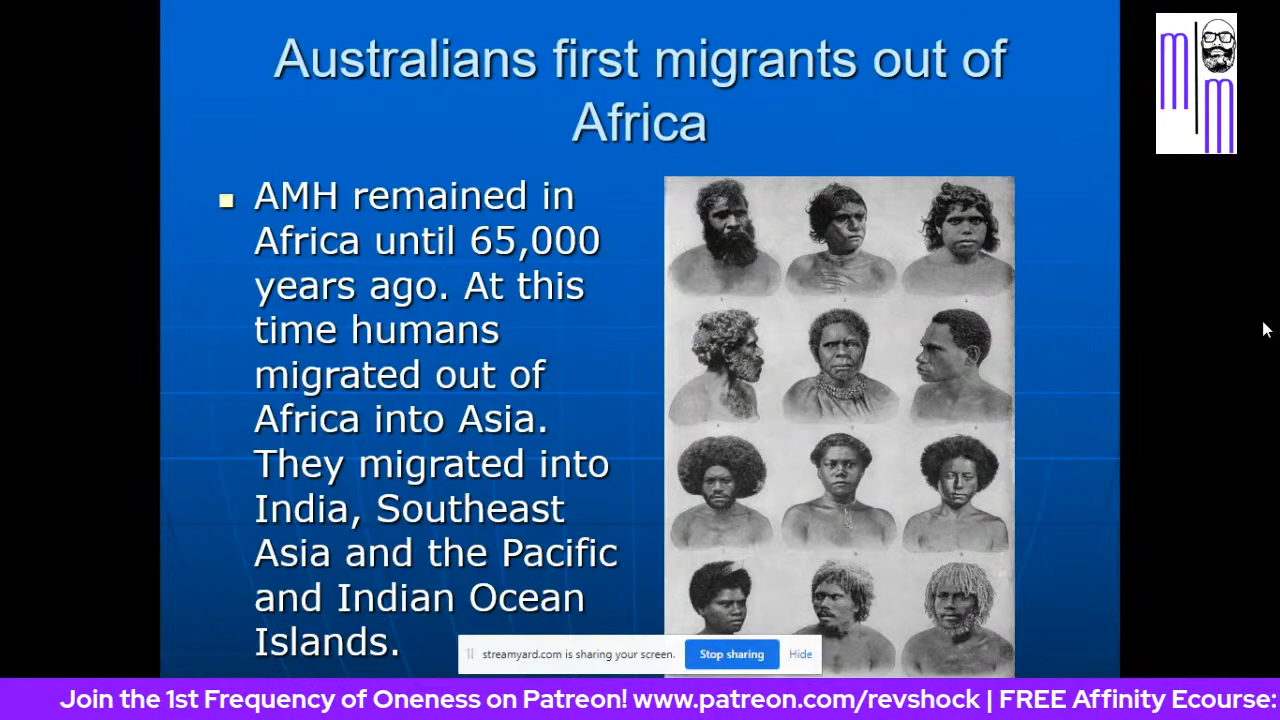 Australians first migrants out of
Africa
AMH remained in
Africa until 65,000
years ago. At this
time humans
migrated out of
Africa into Asia.
They migrated into
India, Southeast
Asia and the Pacific
and Indian Ocean
Islands.
m
m
streamyard.com is sharing your screen. Stop sharing Hide
Join the 1st Frequency of Oneness on Patreon! www.patreon.com/revshock | FREE Affinity Ecourse: